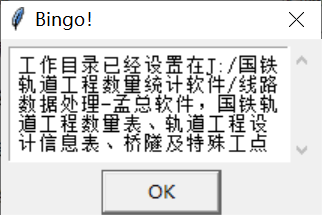 Bingo!
工作目录已经设置在J:/国铁
轨道工程数量统计软件/线路
数据处理-孟总软件，国铁轨
道工程数量表、轨道工程设
计信息表、桥隧及特殊工点
OK